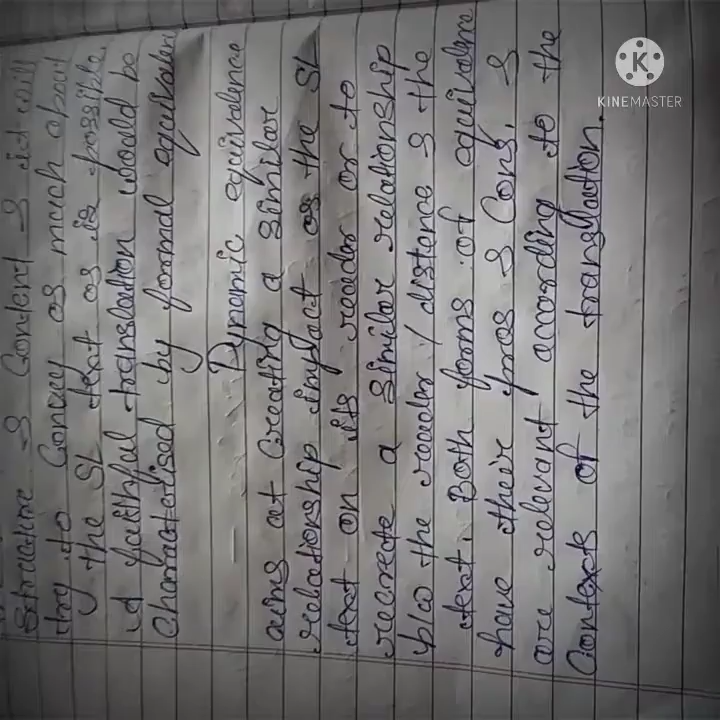 Structure & Content & it will
try to Convey as much about
the SL text as is possible.
A faithful translation would be
Characterised by formal equivalen
Dynamic equivalence
aims at Creating a similar
relationship impact as the SL
text on its reader or to
recreate a similar relationship
b/w the reader / distance & the
text. Both forms of equivalence
have their pros & Cons, &
are relevant according to the
Contexts of the translation.
KINEMASTER